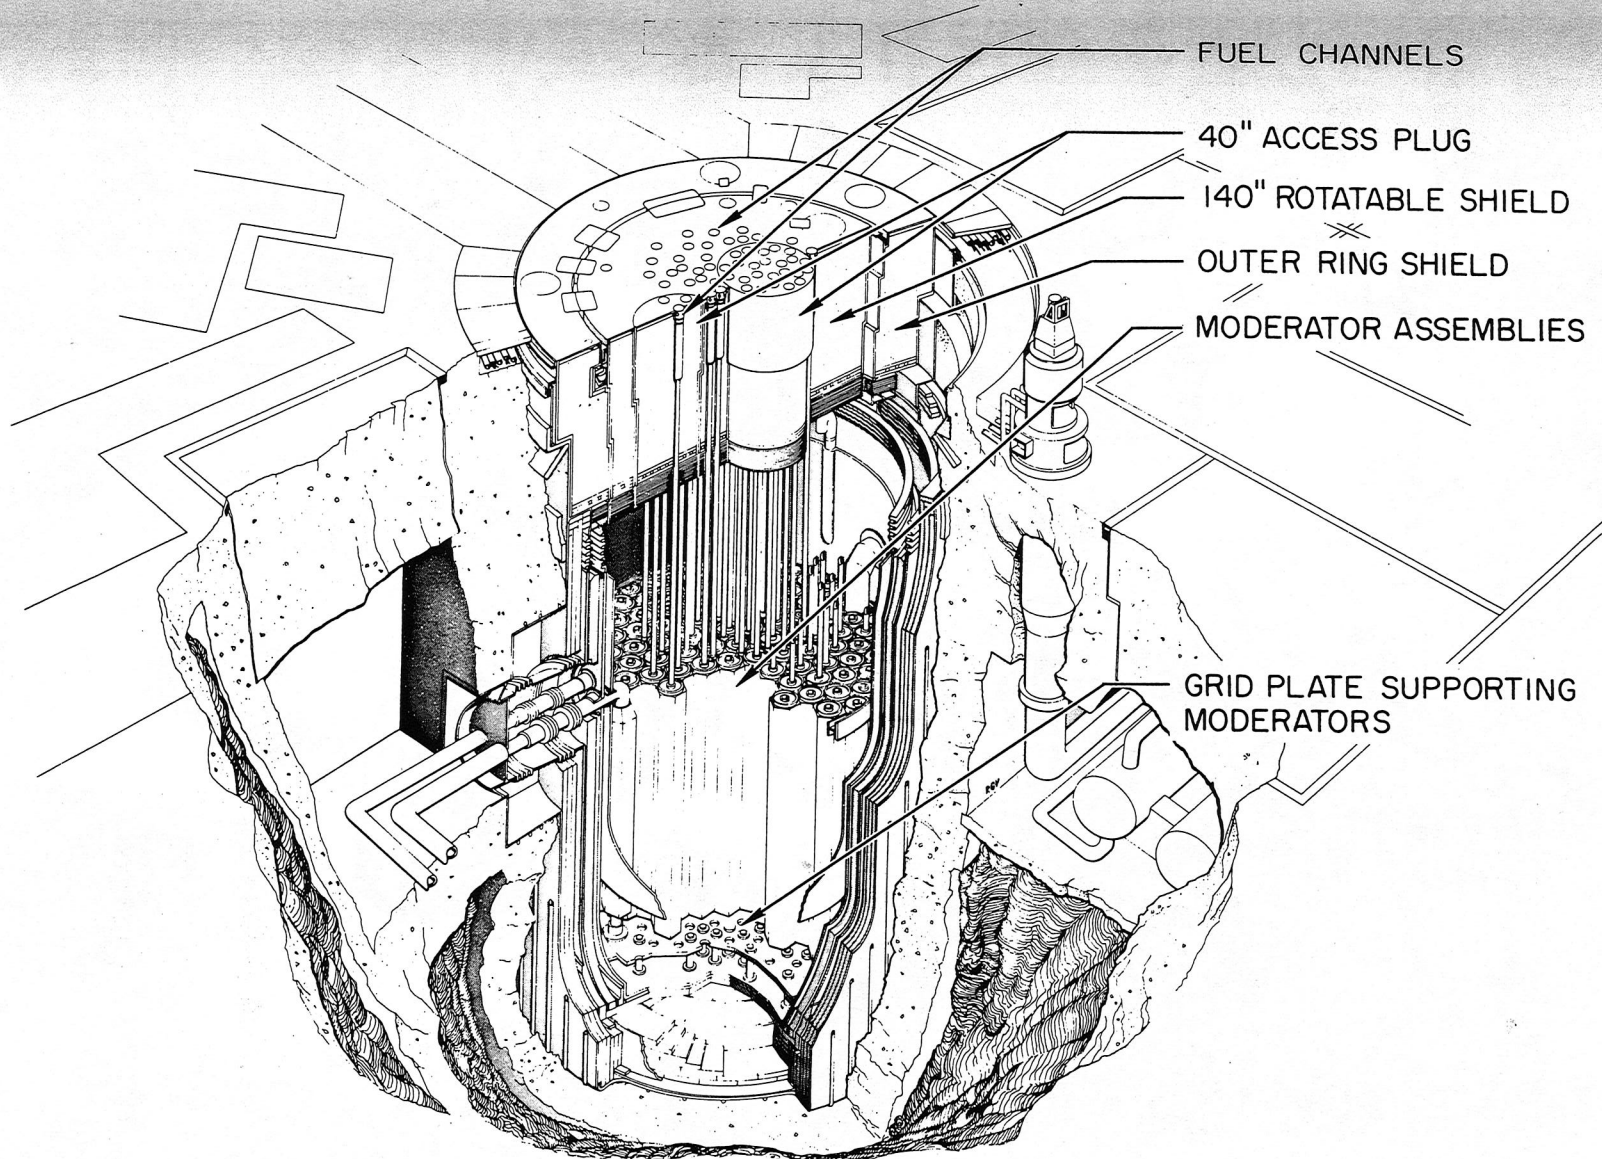 FUEL CHANNELS
40" ACCESS PLUG
140" ROTATABLE SHIELD
OUTER RING SHIELD
MODERATOR ASSEMBLIES
GRID PLATE SUPPORTING
MODERATORS